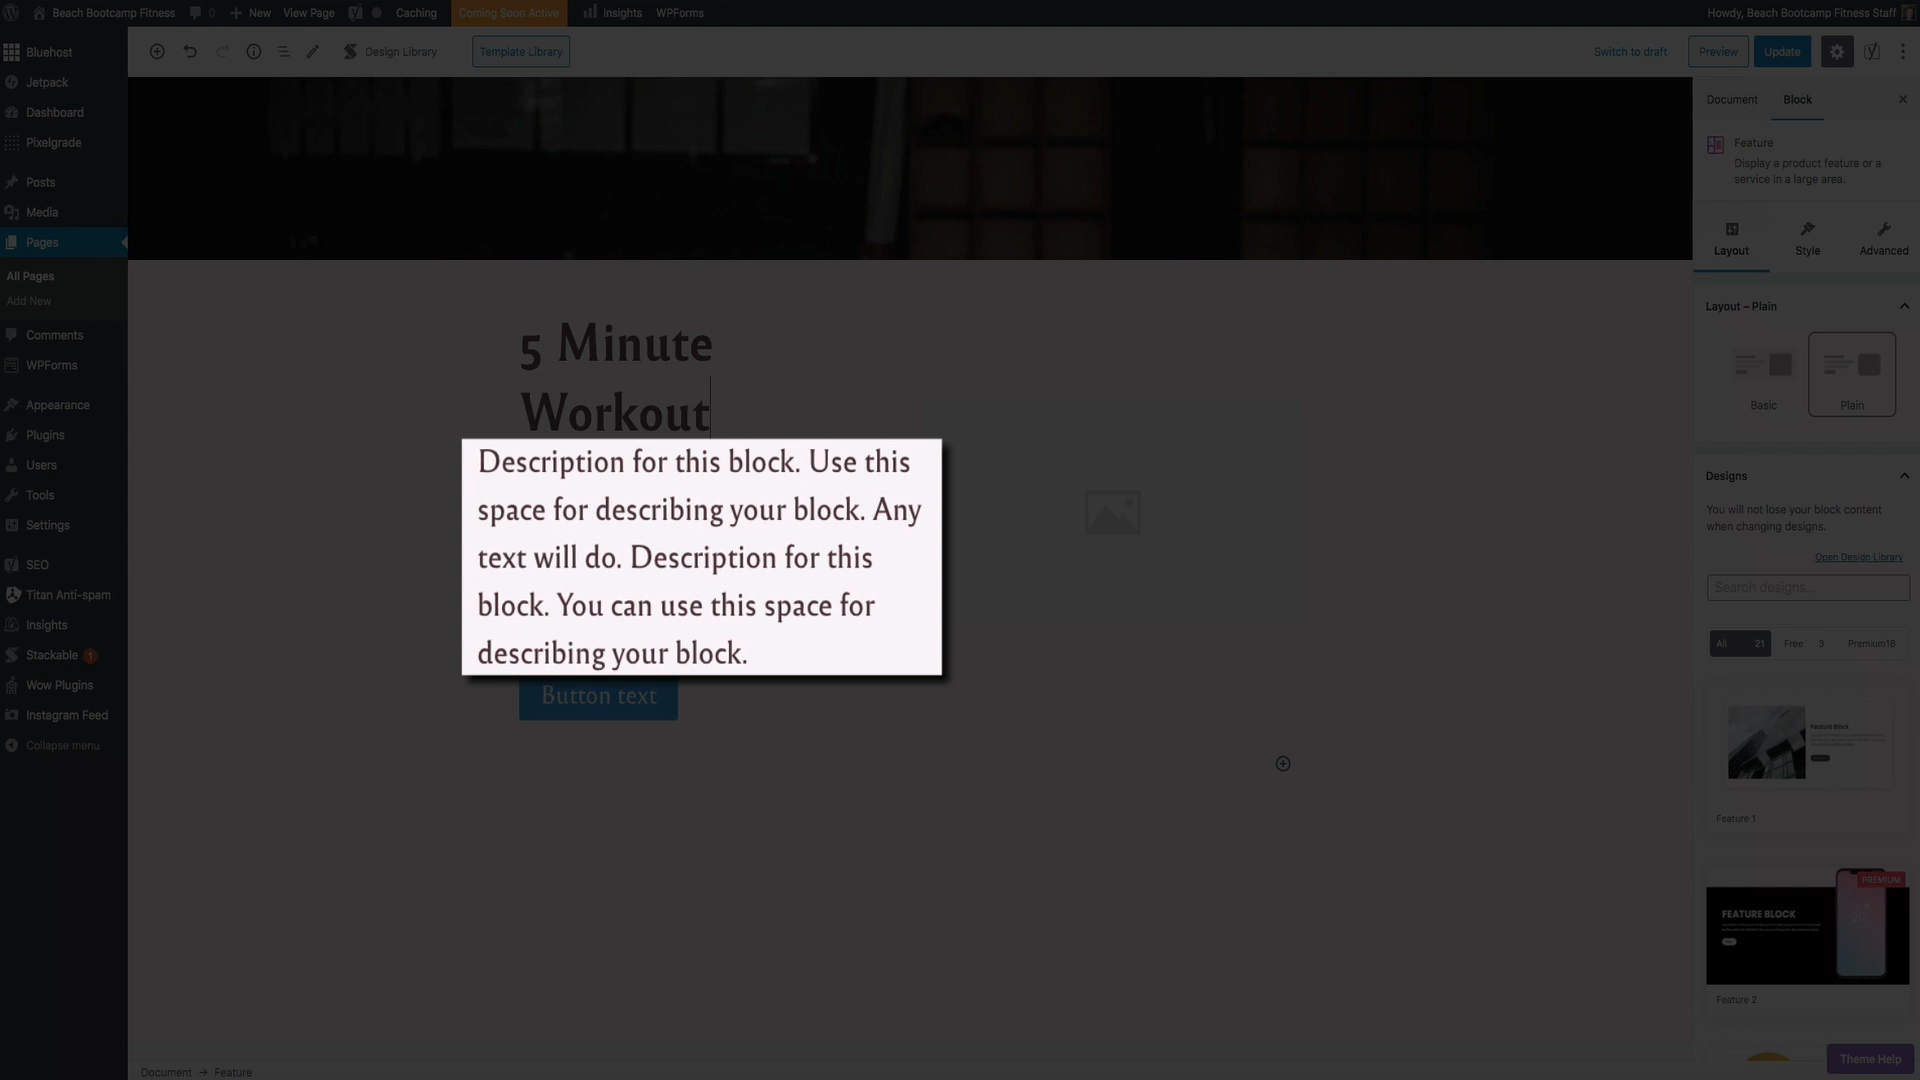 Beach Bootcamp Fitness
0
New
View Page
Caching
Coming Soon Active
Insights
WPForms
Howdy, Beach Bootcamp Fitness Staff
Bluehost
Jetpack
Dashboard
Pixelgrade
Posts
Media
Pages
All Pages
Add New
Comments
WPForms
Appearance
Plugins
Users
Tools
Settings
SEO
Titan Anti-spam
Insights
Stackable 1
Wow Plugins
Instagram Feed
Collapse menu
Design Library
Template Library
Switch to draft
Preview
Update
5 Minute
Workout
Description for this block. Use this
space for describing your block. Any
text will do. Description for this
block. You can use this space for
describing your block.
Button text
Document
Block
Feature
Display a product feature or a
service in a large area.
Layout
Style
Advanced
Layout – Plain
Basic
Plain
Designs
You will not lose your block content
when changing designs.
Open Design Library
Search designs...
All 21
Free 3
Premium18
Feature Block
Feature 1
PREMIUM
FEATURE BLOCK
Feature 2
Theme Help
Document → Feature